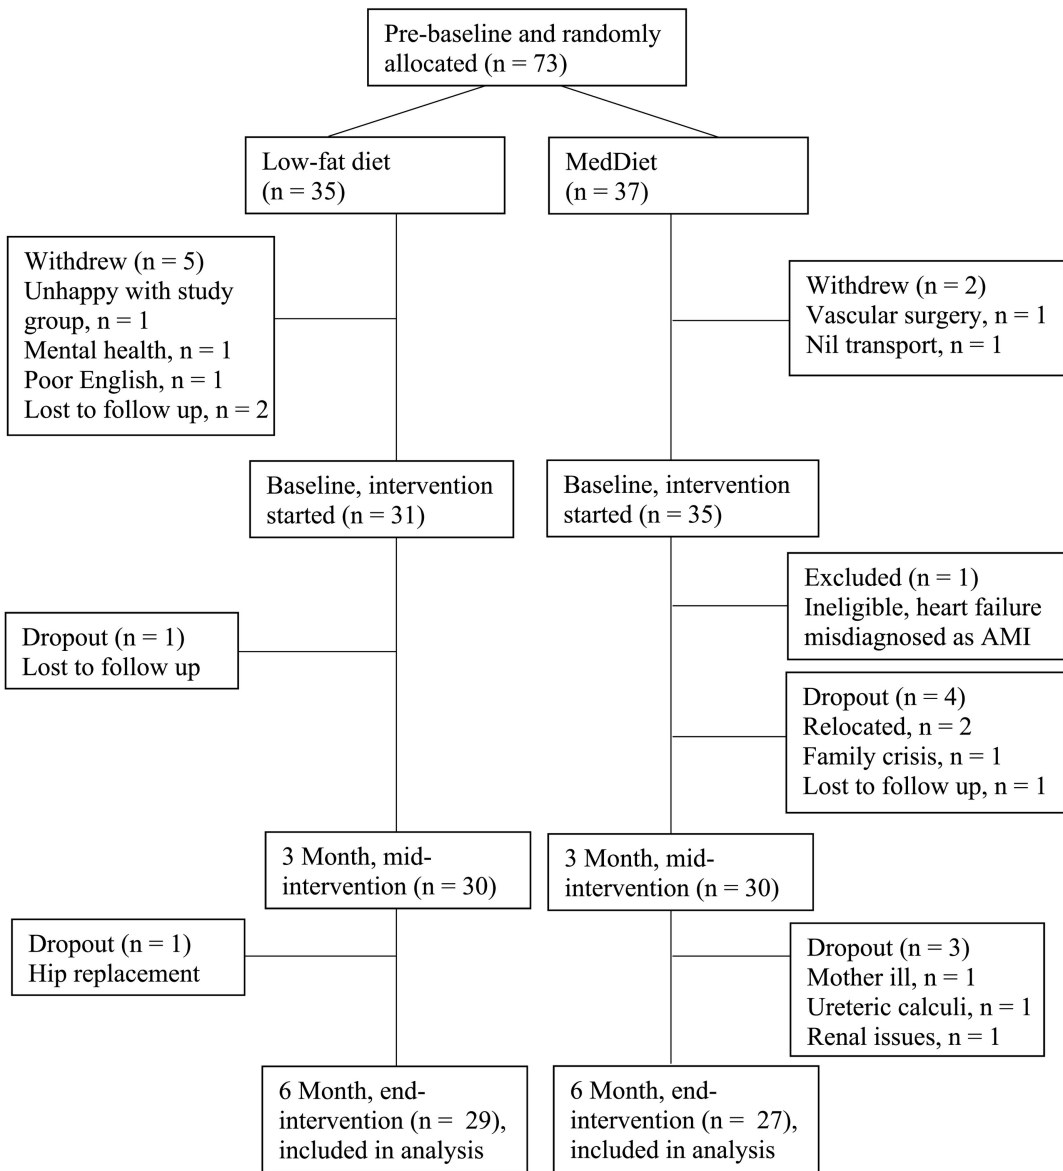 Pre-baseline and randomly
allocated (n = 73)
Low-fat diet
(n = 35)
MedDiet
(n = 37)
Withdrew (n = 5)
Unhappy with study
group, n = 1
Mental health, n = 1
Poor English, n = 1
Lost to follow up, n = 2
Withdrew (n = 2)
Vascular surgery, n = 1
Nil transport, n = 1
Baseline, intervention
started (n = 31)
Baseline, intervention
started (n = 35)
Excluded (n = 1)
Ineligible, heart failure
misdiagnosed as AMI
Dropout (n = 1)
Lost to follow up
Dropout (n = 4)
Relocated, n = 2
Family crisis, n = 1
Lost to follow up, n = 1
3 Month, mid-
intervention (n = 30)
3 Month, mid-
intervention (n = 30)
Dropout (n = 1)
Hip replacement
Dropout (n = 3)
Mother ill, n = 1
Ureteric calculi, n = 1
Renal issues, n = 1
6 Month, end-
intervention (n =  29),
included in analysis
6 Month, end-
intervention (n =  27),
included in analysis